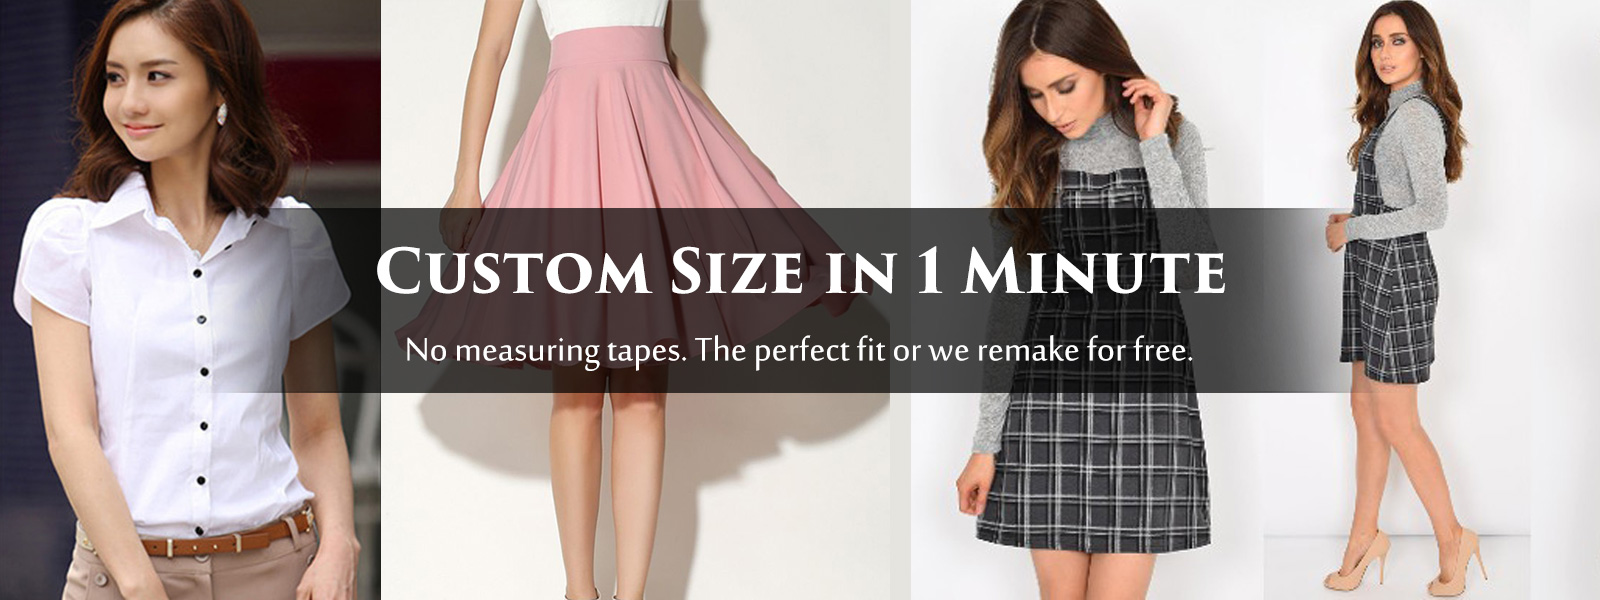 Custom Size in 1 Minute
No measuring tapes. The perfect fit or we remake for free.